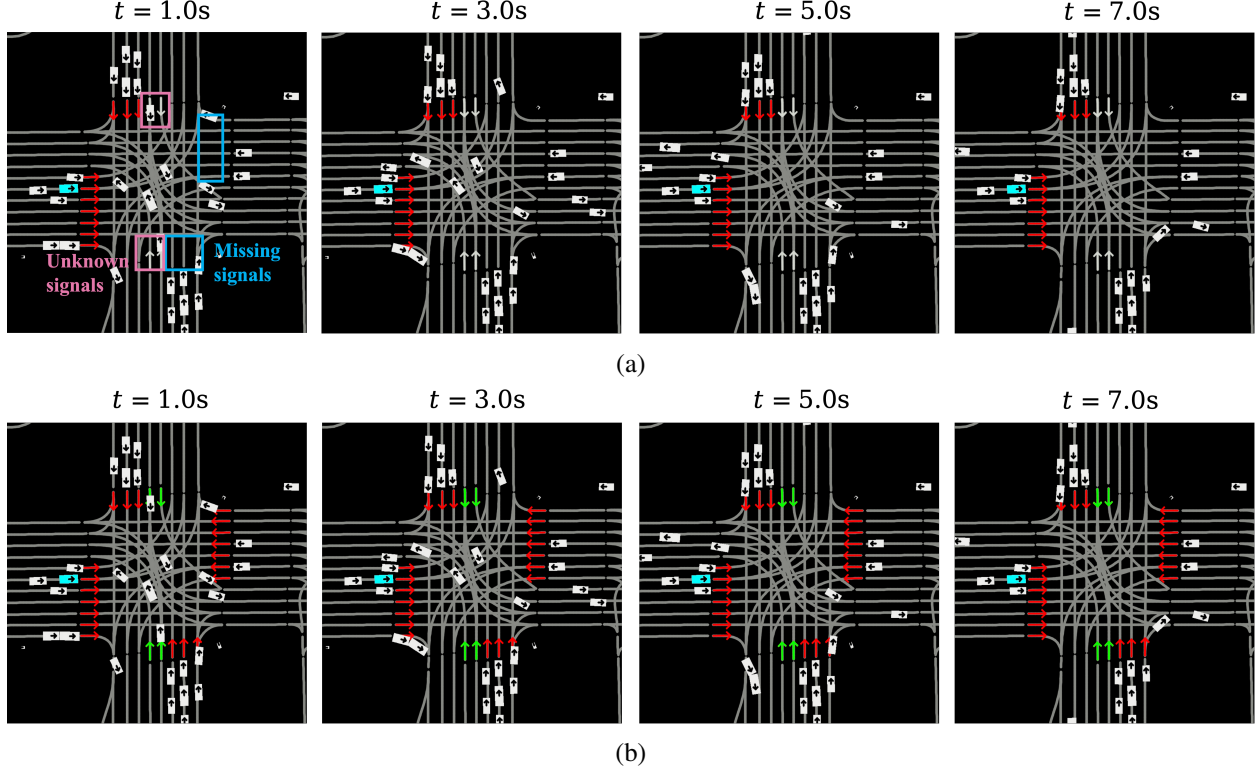 t = 1.0s
t = 3.0s
t = 5.0s
t = 7.0s
Unknown
signals
Missing
signals
(a)
t = 1.0s
t = 3.0s
t = 5.0s
t = 7.0s
(b)